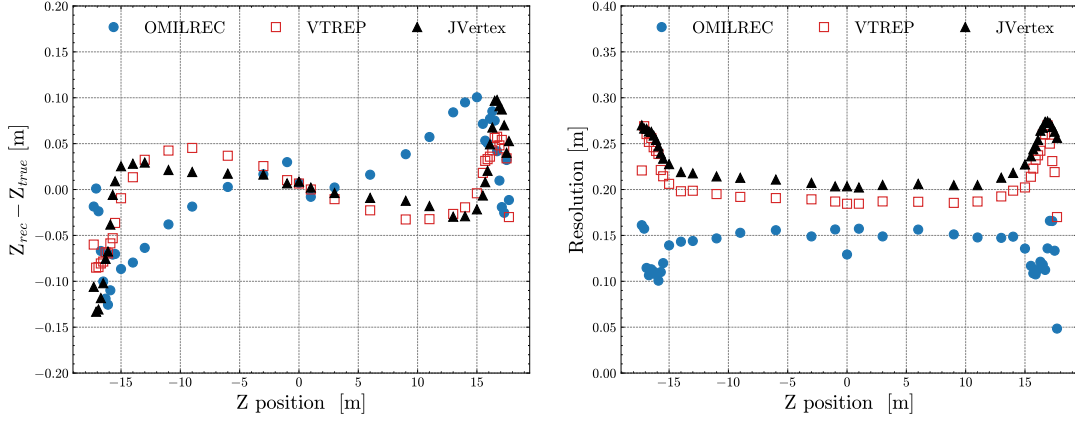 OMILREC VTREP JVertex
Z_rec − Z_true [m]
0.20
0.15
0.10
0.05
0.00
−0.05
−0.10
−0.15
−0.20
−15 −10 −5 0 5 10 15
Z position [m]
OMILREC VTREP JVertex
Resolution [m]
0.40
0.35
0.30
0.25
0.20
0.15
0.10
0.05
0.00
−15 −10 −5 0 5 10 15
Z position [m]